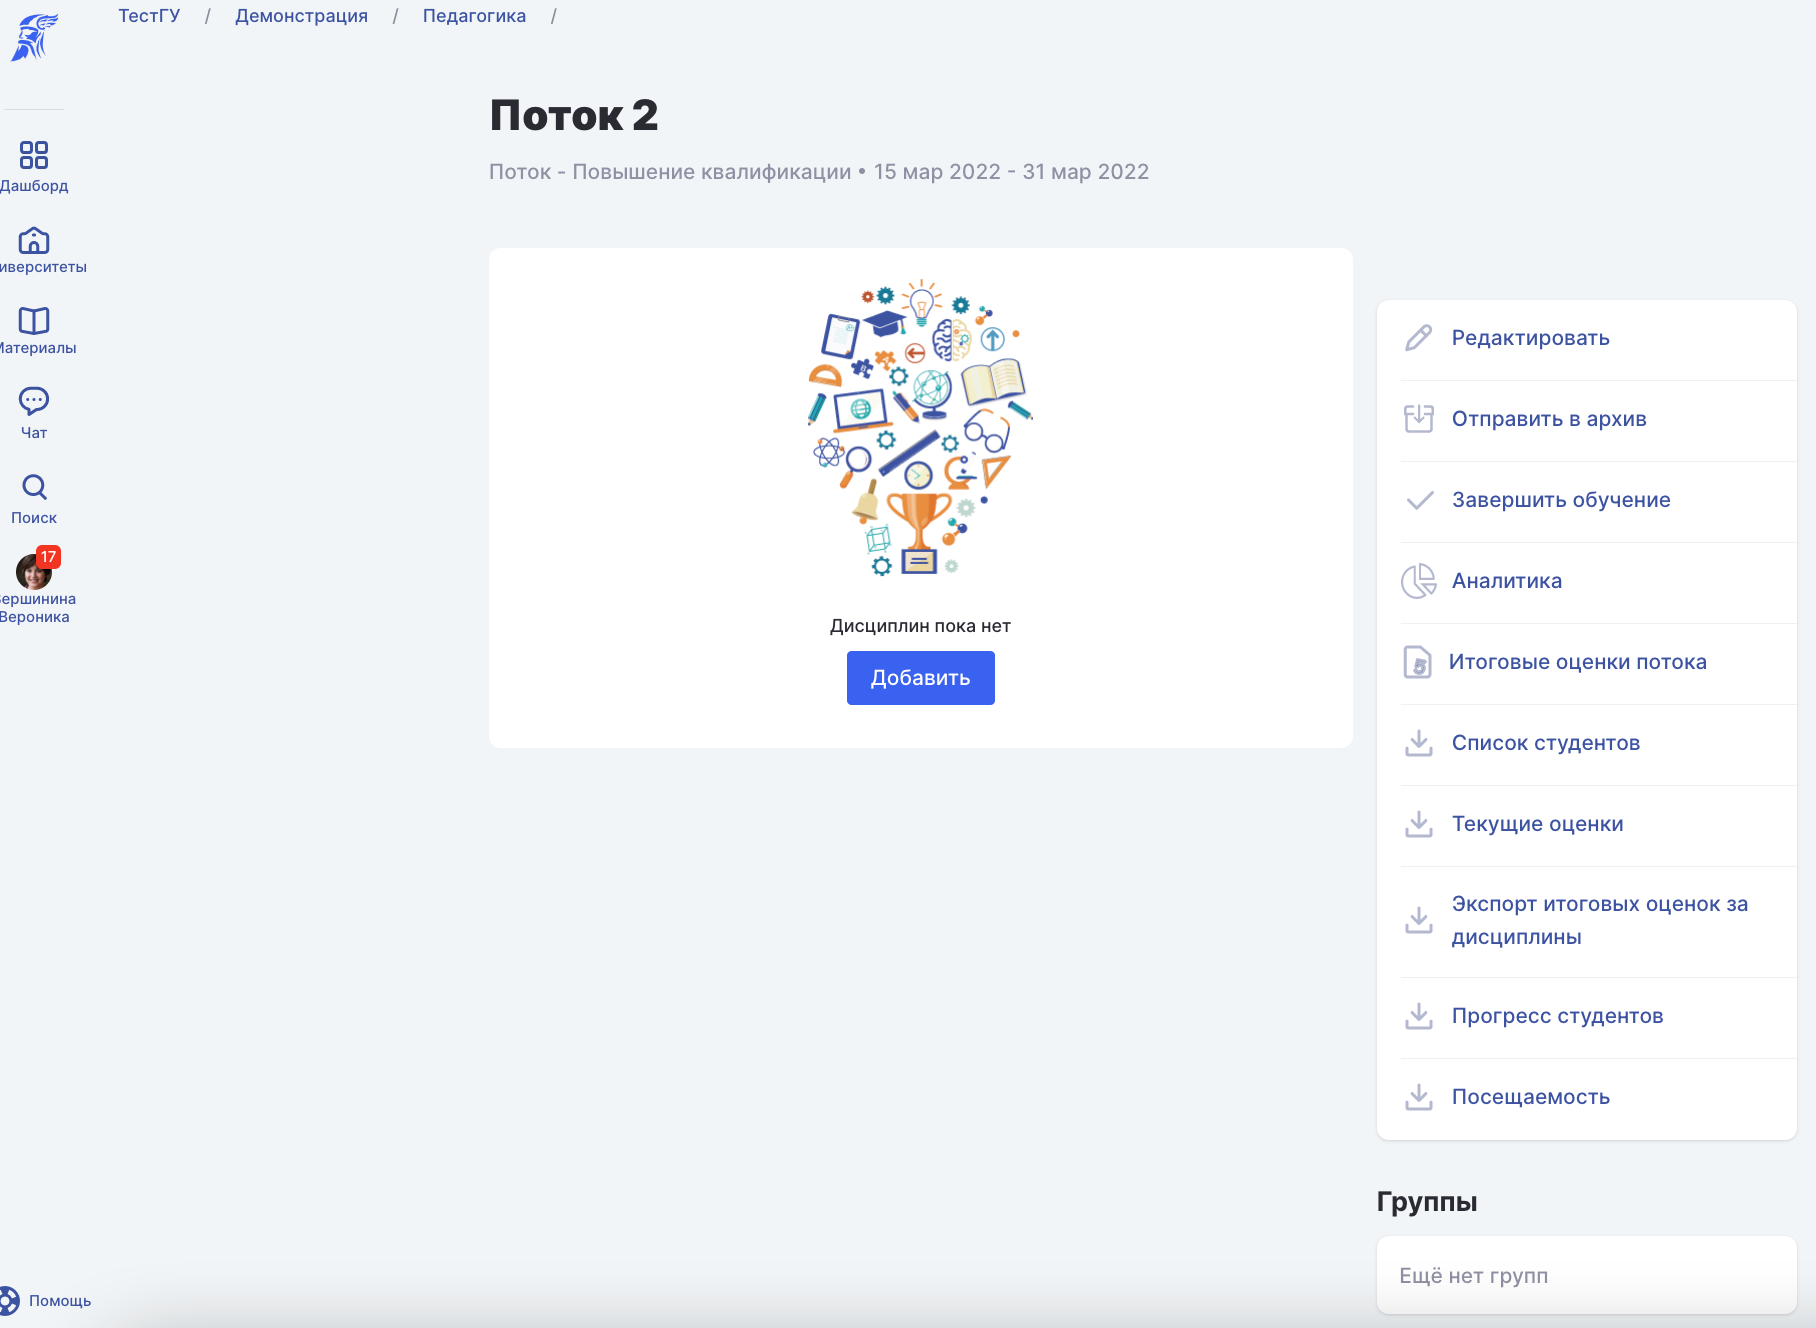 ТестГУ / Демонстрация / Педагогика /
Дашборд
иверситеты
Материалы
Чат
Поиск
17
Вершинина
Вероника
Помощь
Поток 2
Поток - Повышение квалификации • 15 мар 2022 - 31 мар 2022
Дисциплин пока нет
Добавить
Редактировать
Отправить в архив
Завершить обучение
Аналитика
Итоговые оценки потока
Список студентов
Текущие оценки
Экспорт итоговых оценок за
дисциплины
Прогресс студентов
Посещаемость
Группы
Ещё нет групп